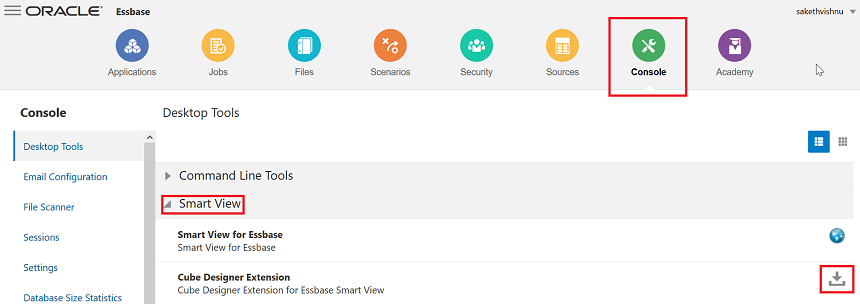 ORACLE Essbase sakethvishnu
Applications Jobs Files Scenarios Security Sources Console Academy
Console Desktop Tools
Desktop Tools
Email Configuration
Command Line Tools
File Scanner
Smart View
Sessions
Smart View for Essbase
Smart View for Essbase
Settings
Cube Designer Extension
Cube Designer Extension for Essbase Smart View
Database Size Statistics